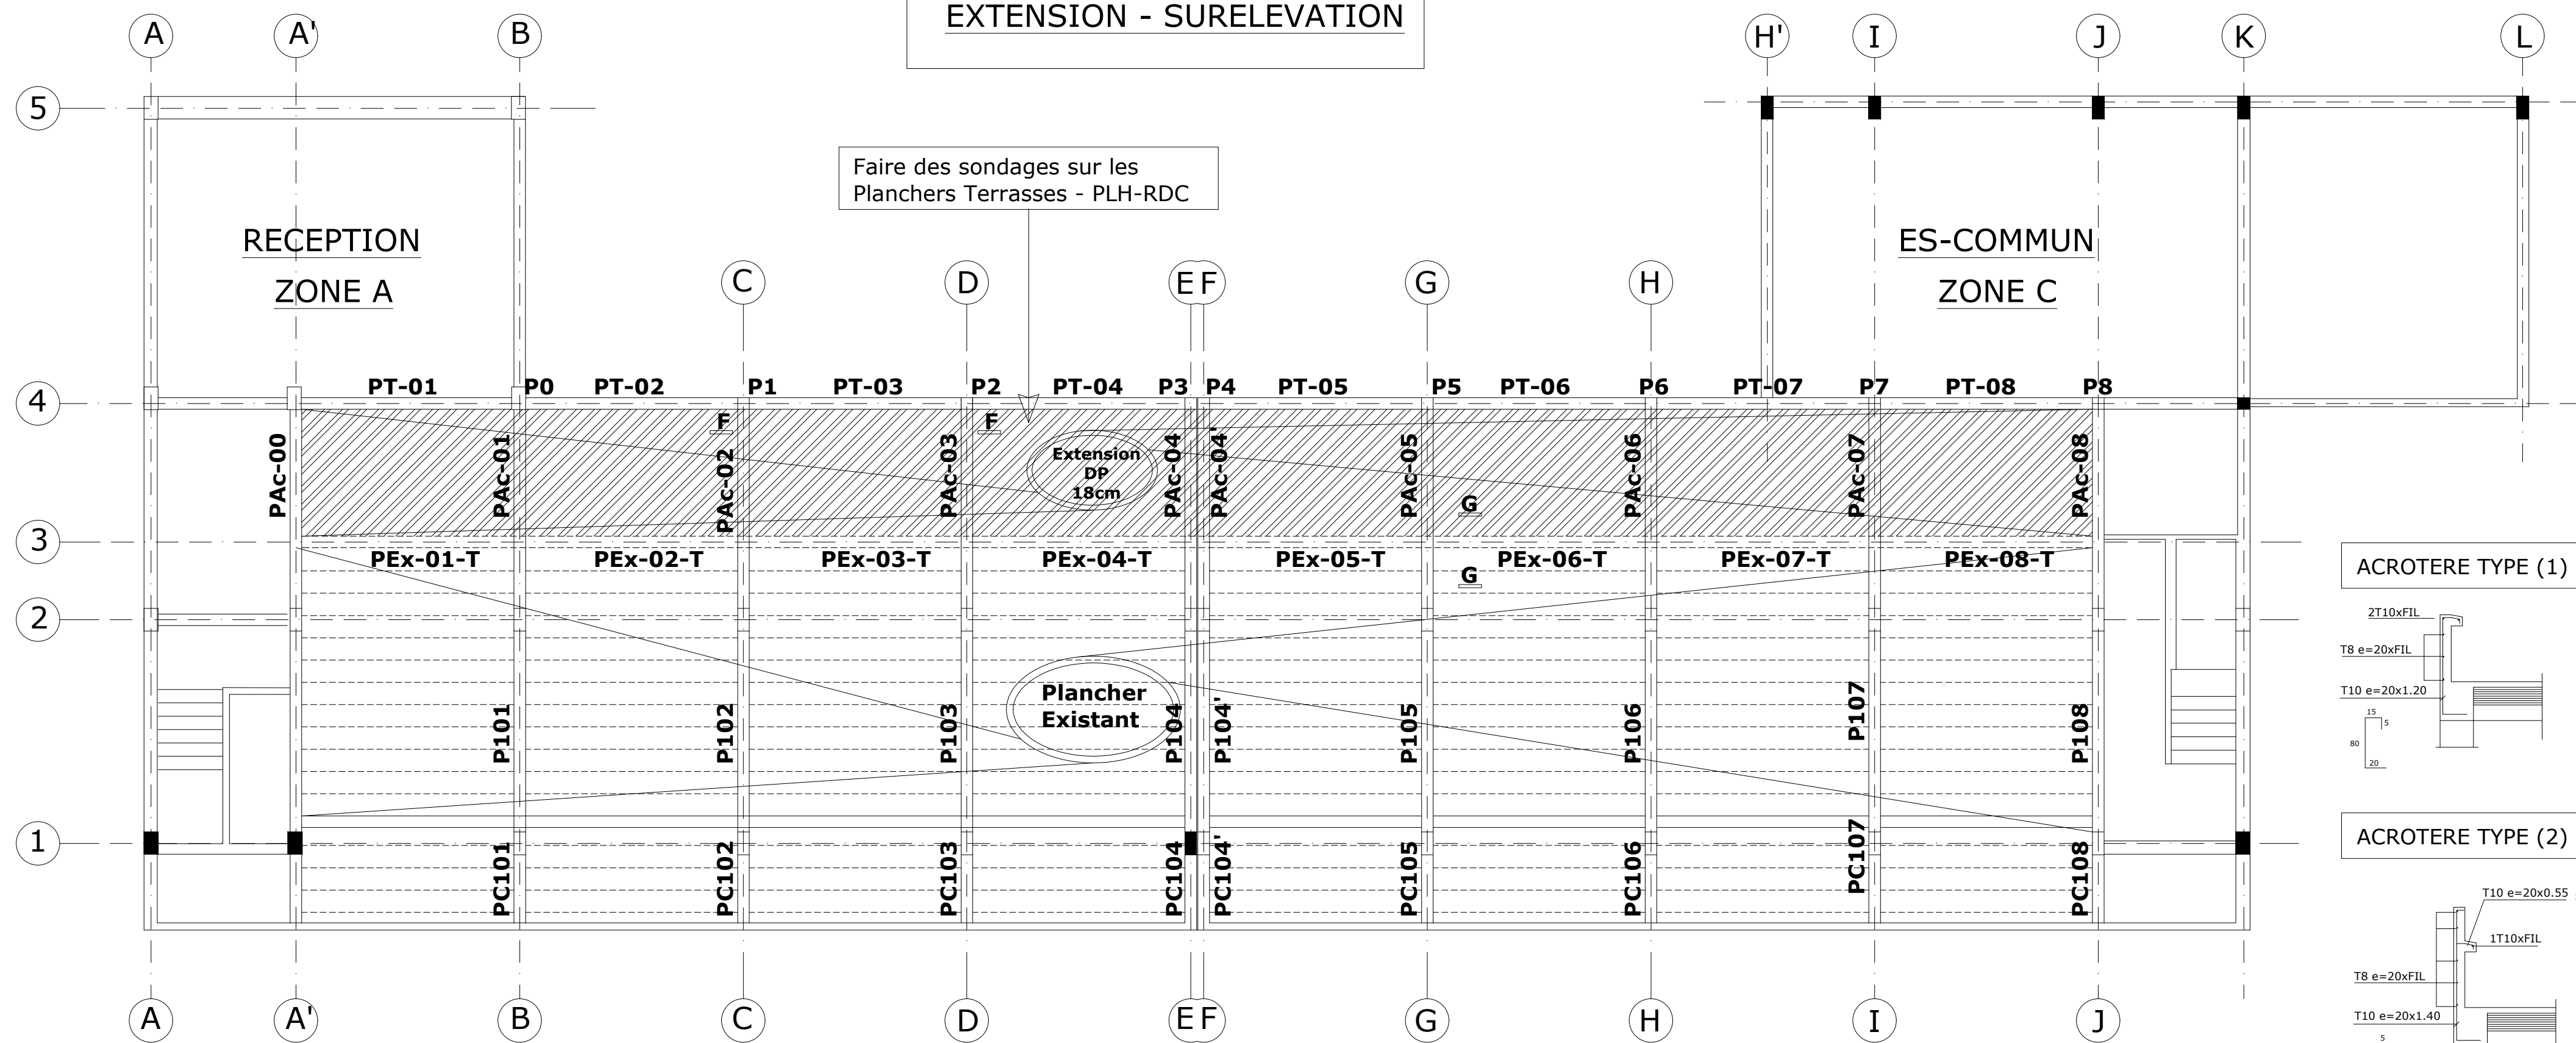 EXTENSION - SURELEVATION
A
A'
B
H'
I
J
K
L
5
Faire des sondages sur les
Planchers Terrasses - PLH-RDC
RECEPTION
ZONE A
ES-COMMUN
ZONE C
C
D
E
F
G
H
4
PT-01
P0
PT-02
P1
PT-03
P2
PT-04
P3
P4
PT-05
P5
PT-06
P6
PT-07
P7
PT-08
P8
F
F
PAc-00
PAc-01
PAc-02
PAc-03
Extension
DP
18cm
PAc-04
PAc-04'
PAc-05
G
PAc-06
PAc-07
PAc-08
3
PEx-01-T
PEx-02-T
PEx-03-T
PEx-04-T
PEx-05-T
PEx-06-T
PEx-07-T
PEx-08-T
G
2
Plancher
Existant
P101
P102
P103
P104
P104'
P105
P106
P107
P108
1
PC101
PC102
PC103
PC104
PC104'
PC105
PC106
PC107
PC108
A
A'
B
C
D
E
F
G
H
I
J
ACROTERE TYPE (1)
2T10xFIL
T8 e=20xFIL
T10 e=20x1.20
15
5
80
20
ACROTERE TYPE (2)
T10 e=20x0.55
1T10xFIL
T8 e=20xFIL
T10 e=20x1.40
5